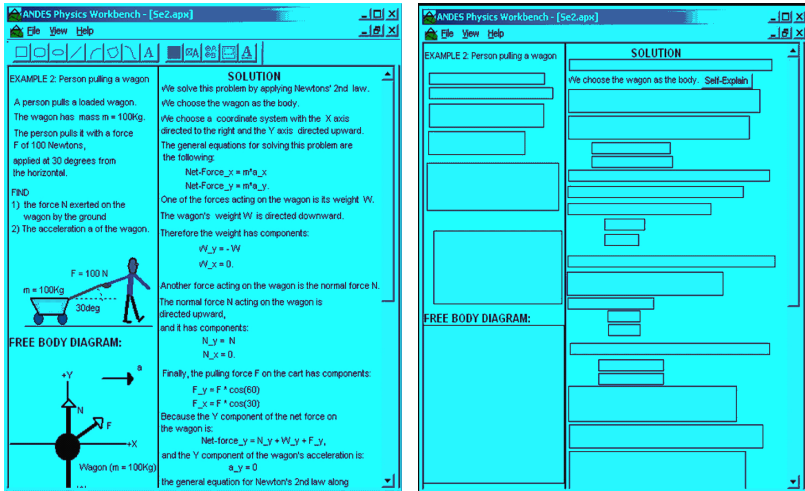 ANDES Physics Workbench - [5e2.apx]
File View Help
A
A
EXAMPLE 2: Person pulling a wagon
A person pulls a loaded wagon.
The wagon has mass m = 100Kg.
The person pulls it with a force
F of 100 Newtons,
applied at 30 degrees from
the horizontal.
FIND
1) the force N exerted on the
wagon by the ground
2) The acceleration a of the wagon.
F = 100 N
m = 100Kg
30deg
FREE BODY DIAGRAM:
+Y
a
N
F
+X
Wagon (m = 100Kg)
SOLUTION
We solve this problem by applying Newtons' 2nd law.
We choose the wagon as the body.
We choose a coordinate system with the X axis
directed to the right and the Y axis directed upward.
The general equations for solving this problem are
the following:
Net-Force_x = m*a_x
Net-Force_y = m*a_y.
One of the forces acting on the wagon is its weight W.
The wagon's weight W is directed downward.
Therefore the weight has components:
W_y = - W
W_x = 0.
Another force acting on the wagon is the normal force N.
The normal force N acting on the wagon is
directed upward,
and it has components:
N_y = N
N_x = 0.
Finally, the pulling force F on the cart has components:
F_y = F * cos(60)
F_x = F * cos(30)
Because the Y component of the net force on
the wagon is:
Net-force_y = N_y + W_y + F_y,
and the Y component of the wagon's acceleration is:
a_y = 0
the general equation for Newton's 2nd law along
ANDES Physics Workbench - [5e2.apx]
File View Help
EXAMPLE 2: Person pulling a wagon
FREE BODY DIAGRAM:
SOLUTION
We choose the wagon as the body. Self-Explain